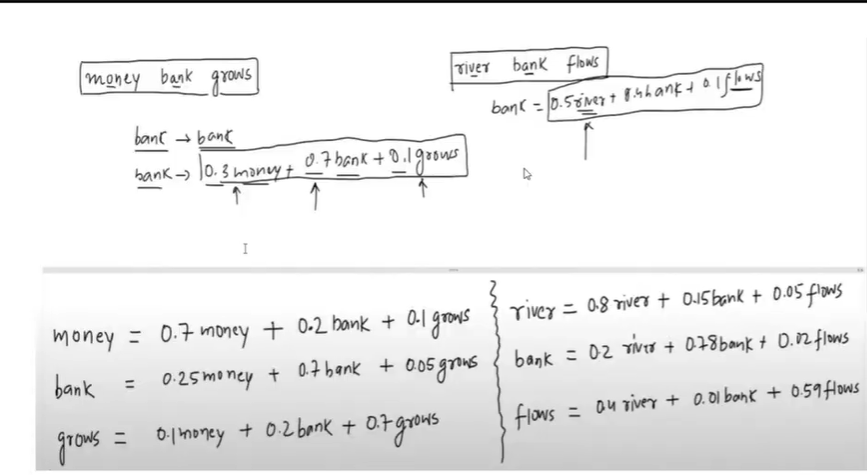 money bank grows
bank → bank
bank → 0.3 money + 0.7 bank + 0.1 grows
river bank flows
bank = 0.5 river + 0.4 bank + 0.1 flows
money = 0.7 money + 0.2 bank + 0.1 grows
bank = 0.25 money + 0.7 bank + 0.05 grows
grows = 0.1 money + 0.2 bank + 0.7 grows
river = 0.8 river + 0.15 bank + 0.05 flows
bank = 0.2 river + 0.78 bank + 0.02 flows
flows = 0.4 river + 0.01 bank + 0.59 flows